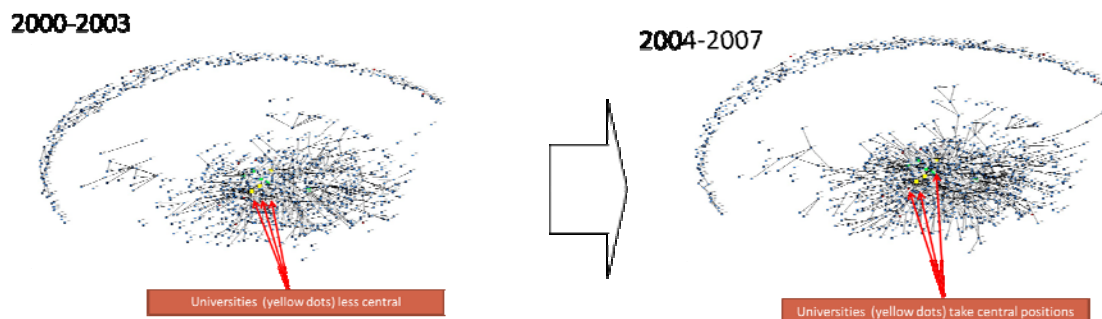 2000-2003
2004-2007
Universities (yellow dots) less central
Universities (yellow dots) take central positions